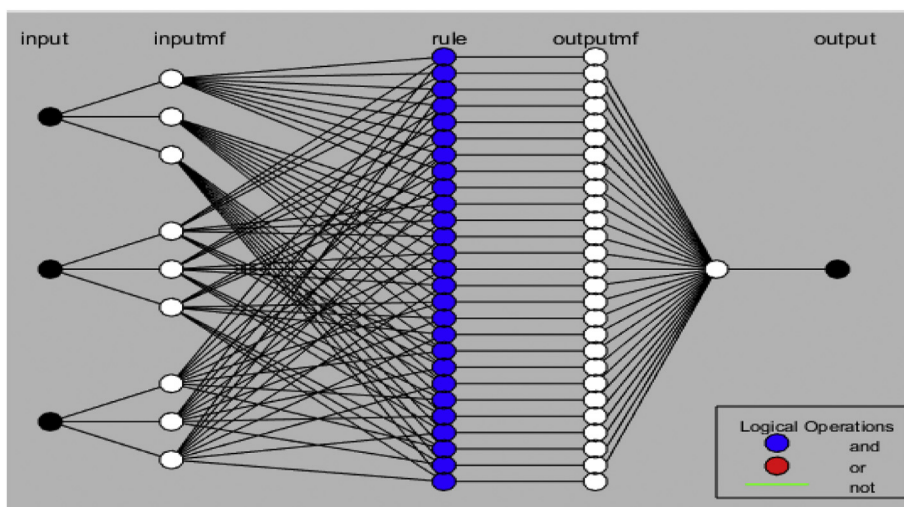 input inputmf rule outputmf output
Logical Operations
and
or
not